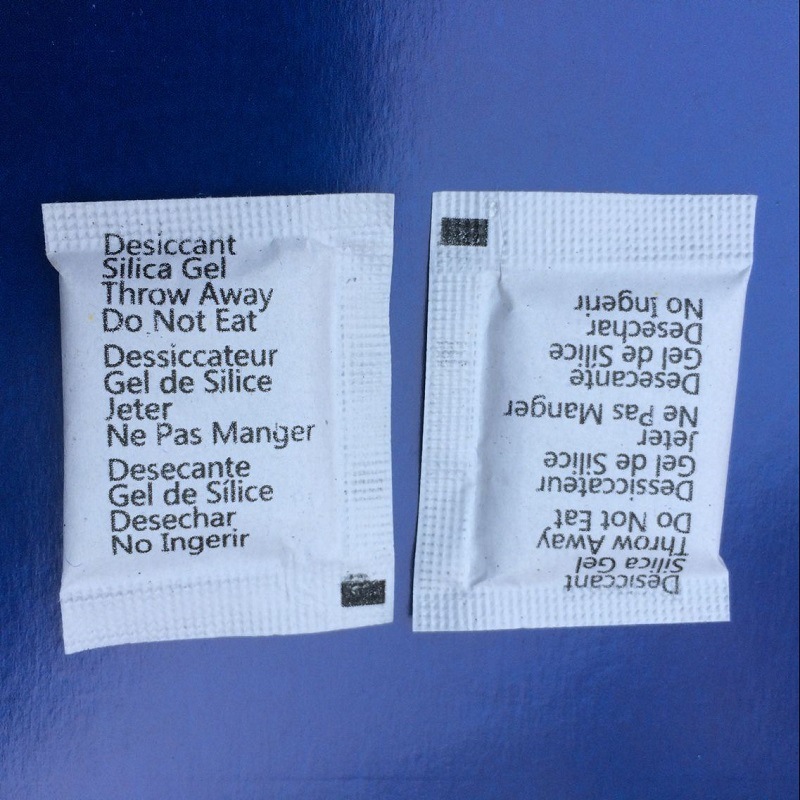 Desiccant
Silica Gel
Throw Away
Do Not Eat
Dessiccateur
Gel de Silice
Jeter
Ne Pas Manger
Desecante
Gel de Sílice
Desechar
No Ingerir
Desiccant
Silica Gel
Throw Away
Do Not Eat
Dessiccateur
Gel de Silice
Jeter
Ne Pas Manger
Desecante
Gel de Sílice
Desechar
No Ingerir